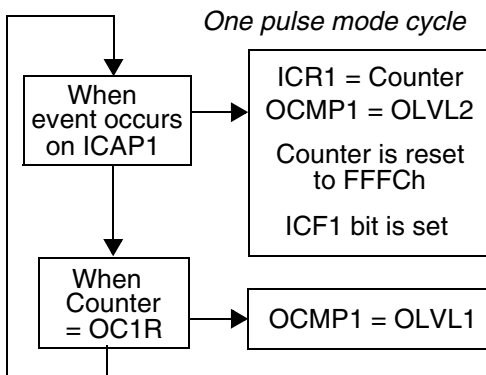 One pulse mode cycle
When
event occurs
on ICAP1
ICR1 = Counter
OCMP1 = OLVL2
Counter is reset
to FFFCh
ICF1 bit is set
When
Counter
= OC1R
OCMP1 = OLVL1